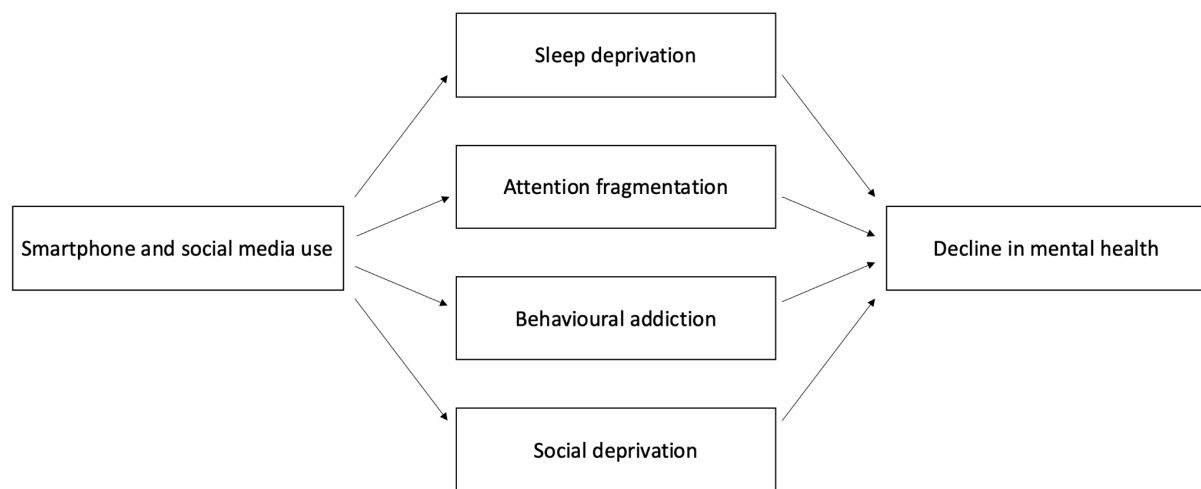 Sleep deprivation
Attention fragmentation
Smartphone and social media use
Decline in mental health
Behavioural addiction
Social deprivation